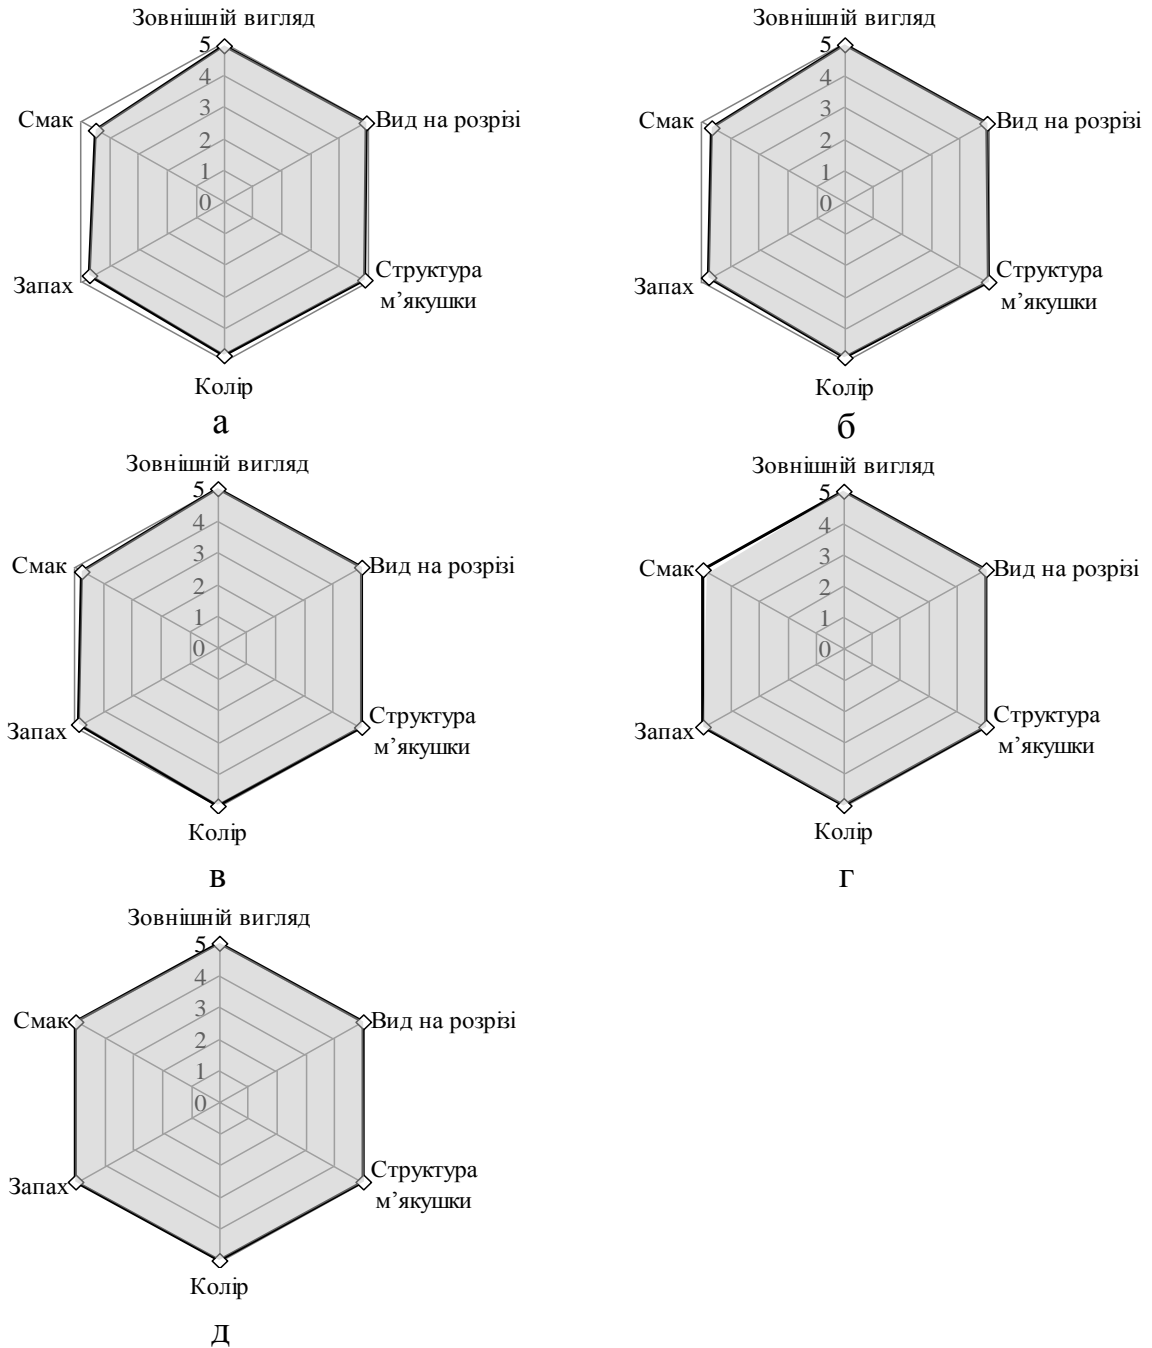 Зовнішній вигляд
5
4
3
2
1
0
Смак
Вид на розрізі
Запах
Структура
м’якушки
Колір
а
Зовнішній вигляд
5
4
3
2
1
0
Смак
Вид на розрізі
Запах
Структура
м’якушки
Колір
б
Зовнішній вигляд
5
4
3
2
1
0
Смак
Вид на розрізі
Запах
Структура
м’якушки
Колір
в
Зовнішній вигляд
5
4
3
2
1
0
Смак
Вид на розрізі
Запах
Структура
м’якушки
Колір
г
Зовнішній вигляд
5
4
3
2
1
0
Смак
Вид на розрізі
Запах
Структура
м’якушки
Колір
д